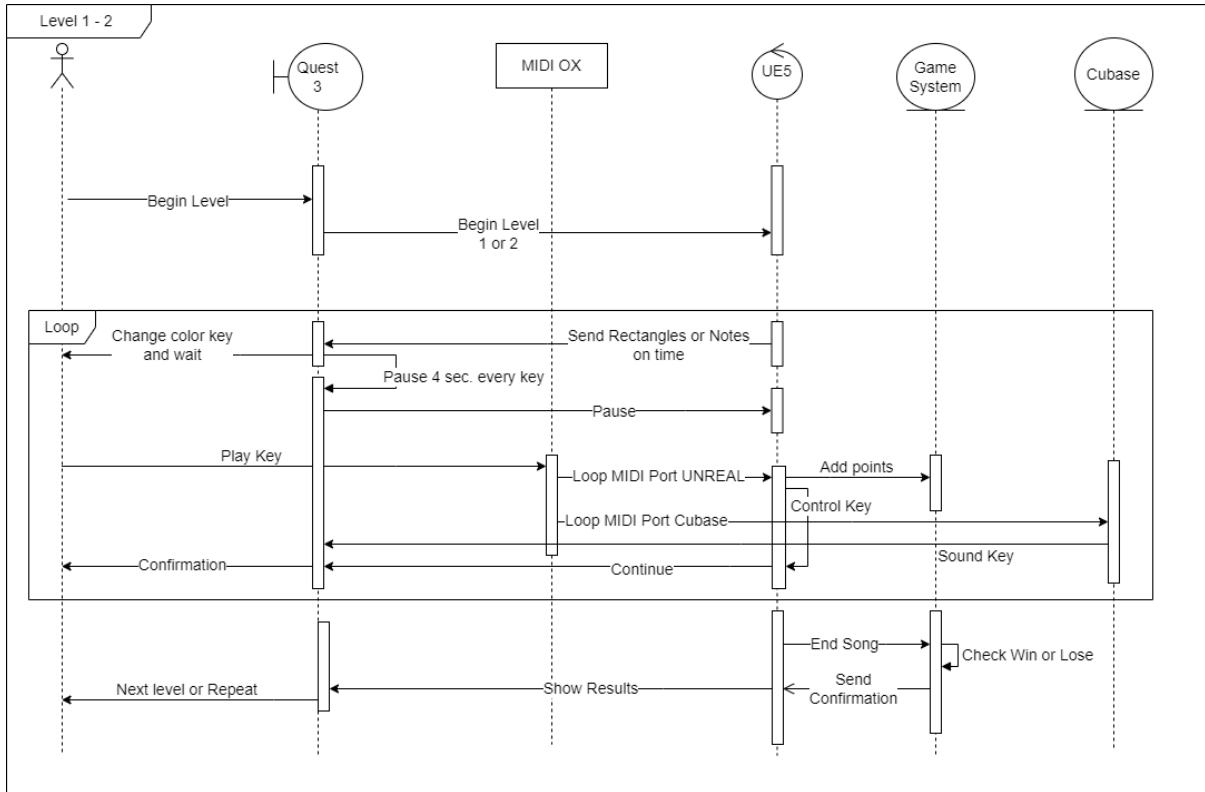 Level 1 - 2
Quest
3
MIDI OX
UE5
Game
System
Cubase
Begin Level
Begin Level
1 or 2
Loop
Change color key
and wait
Send Rectangles or Notes
on time
Pause 4 sec. every key
Pause
Play Key
Loop MIDI Port UNREAL
Add points
Control Key
Loop MIDI Port Cubase
Sound Key
Confirmation
Continue
End Song
Check Win or Lose
Send
Confirmation
Show Results
Next level or Repeat